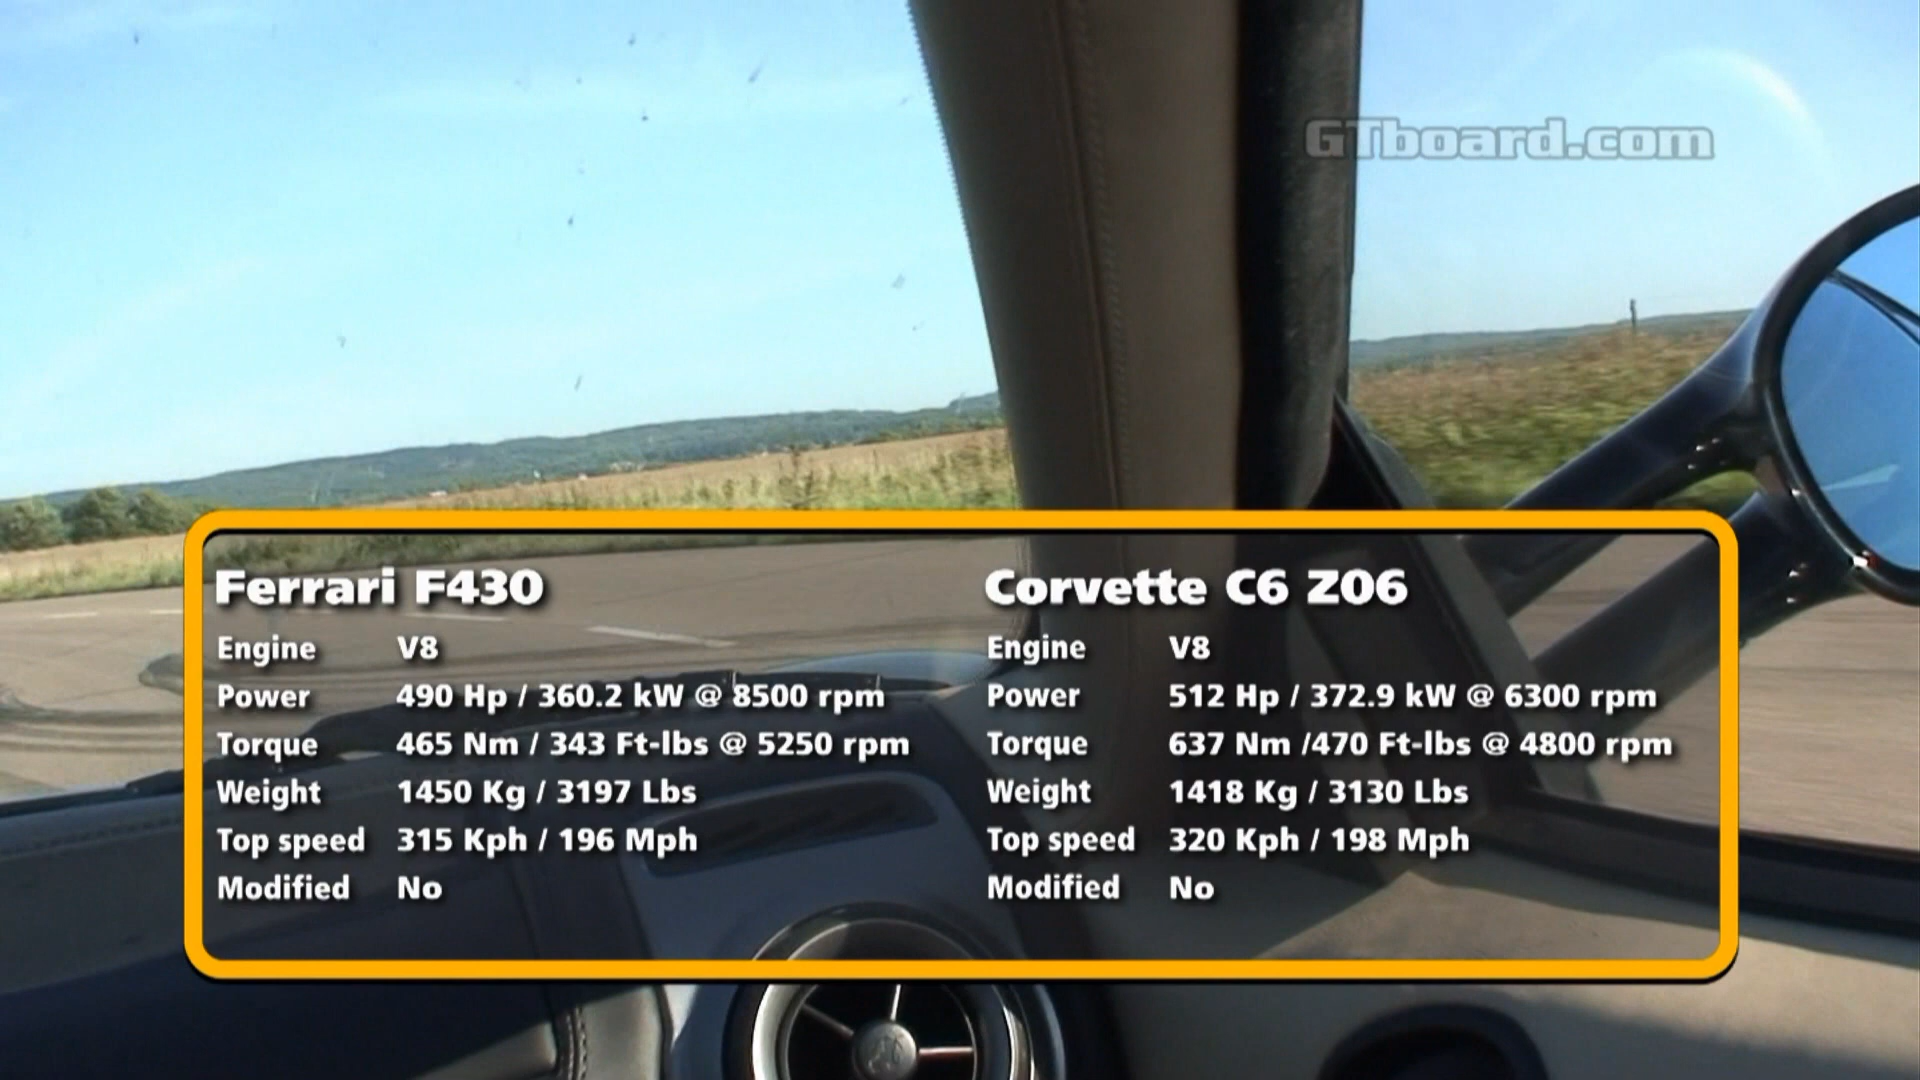 GTboard.com
Ferrari F430
Engine V8
Power 490 Hp / 360.2 kW @ 8500 rpm
Torque 465 Nm / 343 Ft-lbs @ 5250 rpm
Weight 1450 Kg / 3197 Lbs
Top speed 315 Kph / 196 Mph
Modified No
Corvette C6 Z06
Engine V8
Power 512 Hp / 372.9 kW @ 6300 rpm
Torque 637 Nm /470 Ft-lbs @ 4800 rpm
Weight 1418 Kg / 3130 Lbs
Top speed 320 Kph / 198 Mph
Modified No